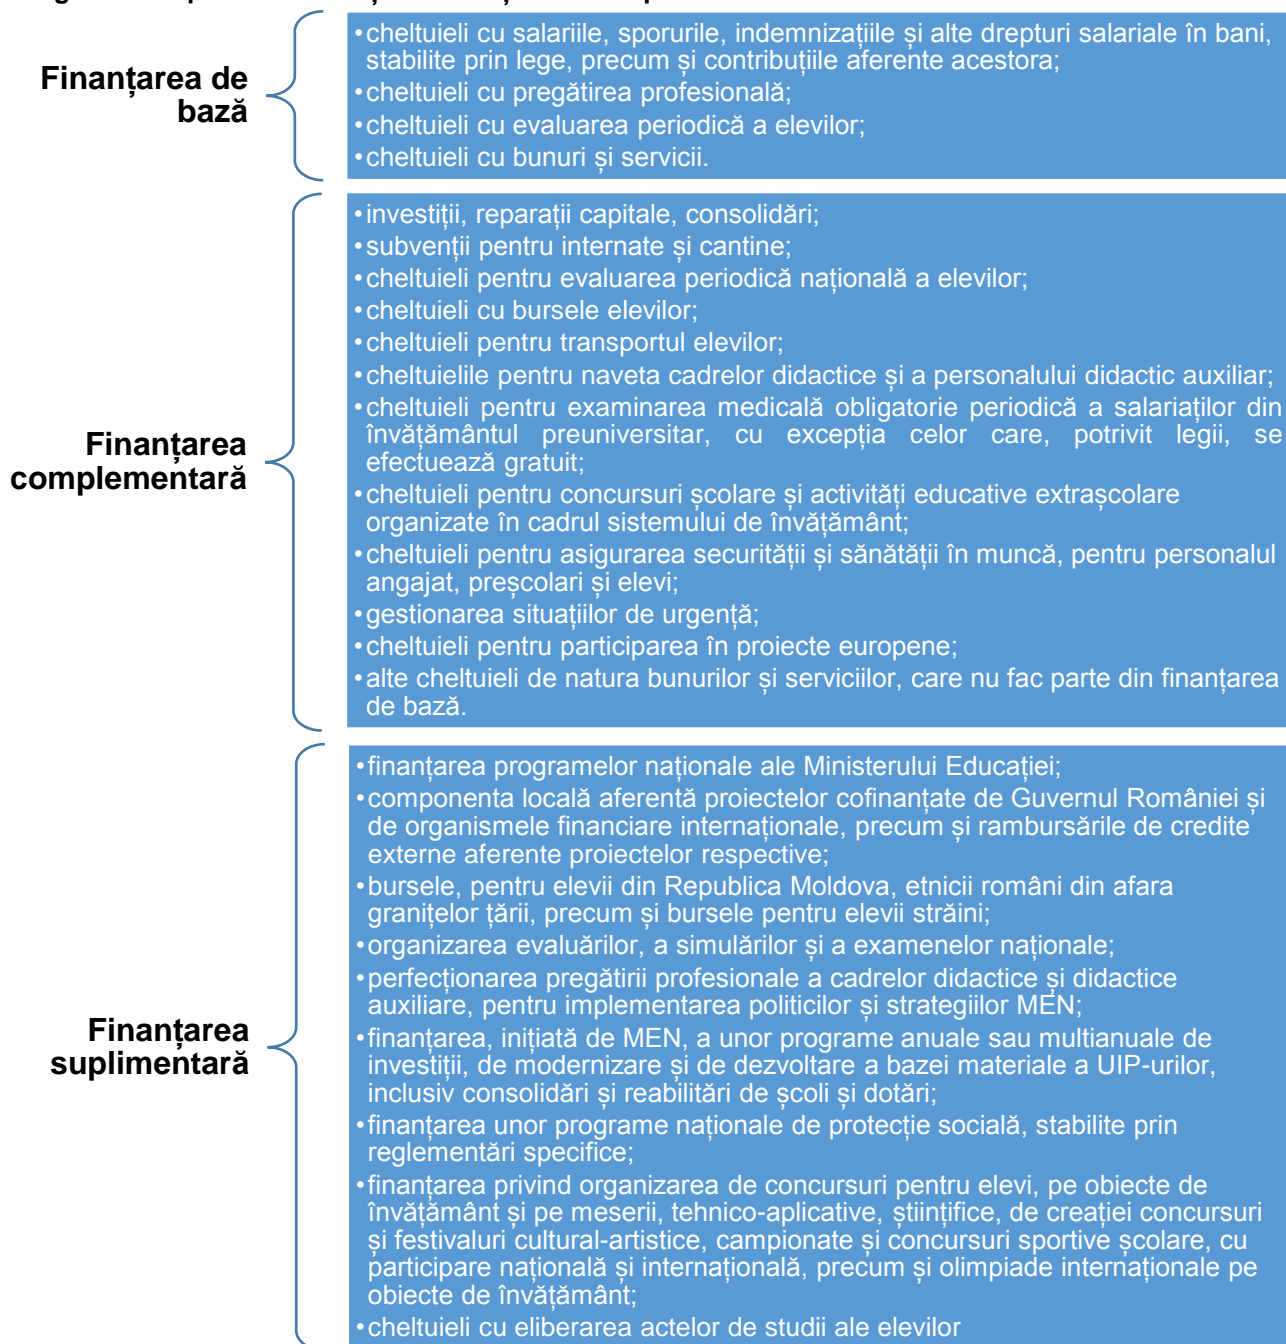 Finanțarea de
bază
•cheltuieli cu salariile, sporurile, indemnizațiile și alte drepturi salariale în bani,
stabilite prin lege, precum și contribuțiile aferente acestora;
•cheltuieli cu pregătirea profesională;
•cheltuieli cu evaluarea periodică a elevilor;
•cheltuieli cu bunuri și servicii.
Finanțarea
complementară
•investiții, reparații capitale, consolidări;
•subvenții pentru internate și cantine;
•cheltuieli pentru evaluarea periodică națională a elevilor;
•cheltuieli cu bursele elevilor;
•cheltuieli pentru transportul elevilor;
•cheltuielile pentru naveta cadrelor didactice și a personalului didactic auxiliar;
•cheltuieli pentru examinarea medicală obligatorie periodică a salariaților din
învățământul preuniversitar, cu excepția celor care, potrivit legii, se
efectuează gratuit;
•cheltuieli pentru concursuri școlare și activități educative extrașcolare
organizate în cadrul sistemului de învățământ;
•cheltuieli pentru asigurarea securității și sănătății în muncă, pentru personalul
angajat, preșcolari și elevi;
•gestionarea situațiilor de urgență;
•cheltuieli pentru participarea în proiecte europene;
•alte cheltuieli de natura bunurilor și serviciilor, care nu fac parte din finanțarea
de bază.
Finanțarea
suplimentară
•finanțarea programelor naționale ale Ministerului Educației;
•componenta locală aferentă proiectelor cofinanțate de Guvernul României și
de organismele financiare internaționale, precum și rambursările de credite
externe aferente proiectelor respective;
•bursele, pentru elevii din Republica Moldova, etnicii români din afara
granițelor țării, precum și bursele pentru elevii străini;
•organizarea evaluărilor, a simulărilor și a examenelor naționale;
•perfecționarea pregătirii profesionale a cadrelor didactice și didactice
auxiliare, pentru implementarea politicilor și strategiilor MEN;
•finanțarea, inițiată de MEN, a unor programe anuale sau multianuale de
investiții, de modernizare și de dezvoltare a bazei materiale a UIP-urilor,
inclusiv consolidări și reabilitări de școli și dotări;
•finanțarea unor programe naționale de protecție socială, stabilite prin
reglementări specifice;
•finanțarea privind organizarea de concursuri pentru elevi, pe obiecte de
învățământ și pe meserii, tehnico-aplicative, științifice, de creației concursuri
și festivaluri cultural-artistice, campionate și concursuri sportive școlare, cu
participare națională și internațională, precum și olimpiade internaționale pe
obiecte de învățământ;
•cheltuieli cu eliberarea actelor de studii ale elevilor